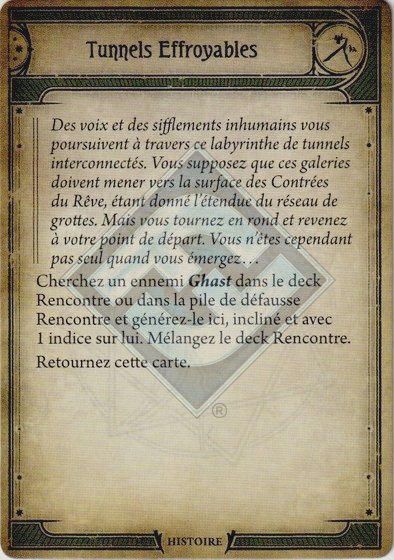 Tunnels Effroyables
Des voix et des sifflements inhumains vous
poursuivent à travers ce labyrinthe de tunnels
interconnectés. Vous supposez que ces galeries
doivent mener vers la surface des Contrées
du Rêve, étant donné l'étendue du réseau de
grottes. Mais vous tournez en rond et revenez
à votre point de départ. Vous n'êtes cependant
pas seul quand vous émergez…
Cherchez un ennemi Ghast dans le deck
Rencontre ou dans la pile de défausse
Rencontre et générez-le ici, incliné et avec
1 indice sur lui. Mélangez le deck Rencontre.
Retournez cette carte.
®
HISTOIRE